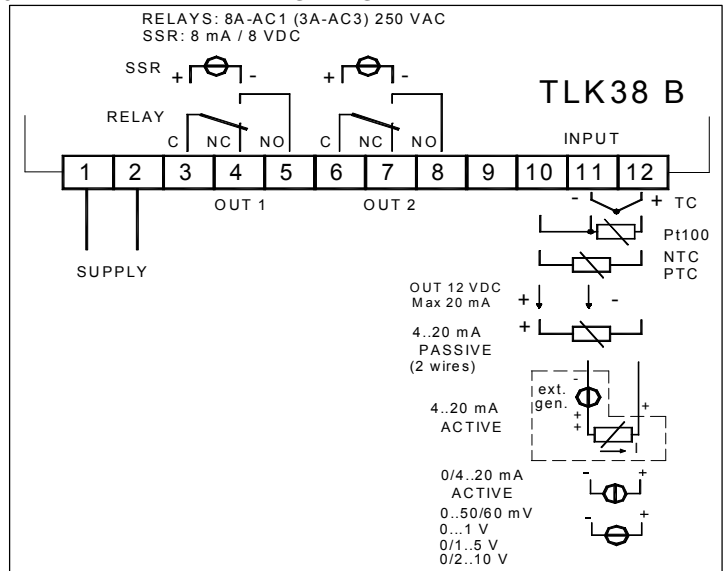 RELAYS: 8A-AC1 (3A-AC3) 250 VAC
SSR: 8 mA / 8 VDC
SSR + - + -
TLK38 B
RELAY
C NC NO C NC NO INPUT
1 2 3 4 5 6 7 8 9 10 11 12
OUT 1 OUT 2
- + TC
Pt100
SUPPLY
NTC
PTC
OUT 12 VDC
Max 20 mA + -
4..20 mA +
PASSIVE
(2 wires)
-
ext.
gen.
+ +
4..20 mA +
ACTIVE
I
0/4..20 mA - +
ACTIVE
0..50/60 mV - +
0...1 V
0/1..5 V
0/2..10 V